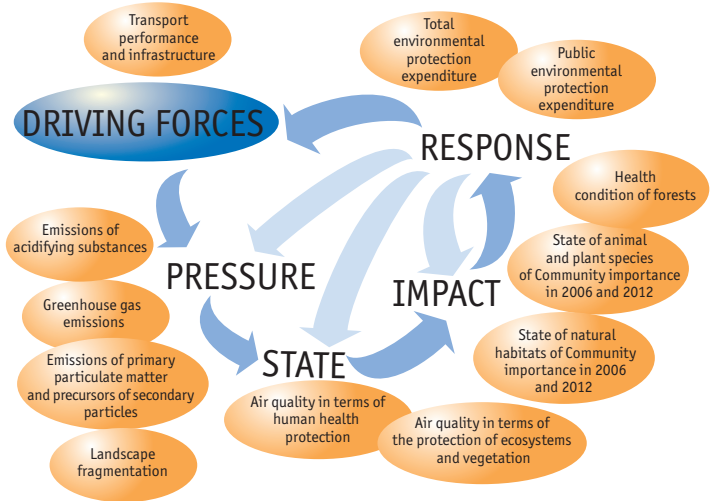 Transport
performance
and infrastructure
Total
environmental
protection
expenditure
Public
environmental
protection
expenditure
DRIVING FORCES
RESPONSE
Health
condition of forests
Emissions of
acidifying substances
State of animal
and plant species
of Community importance
in 2006 and 2012
PRESSURE
IMPACT
Greenhouse gas
emissions
State of natural
habitats of Community
importance in 2006
and 2012
Emissions of primary
particulate matter
and precursors of secondary
particles
STATE
Air quality in terms of
human health
protection
Air quality in terms of
the protection of ecosystems
and vegetation
Landscape
fragmentation